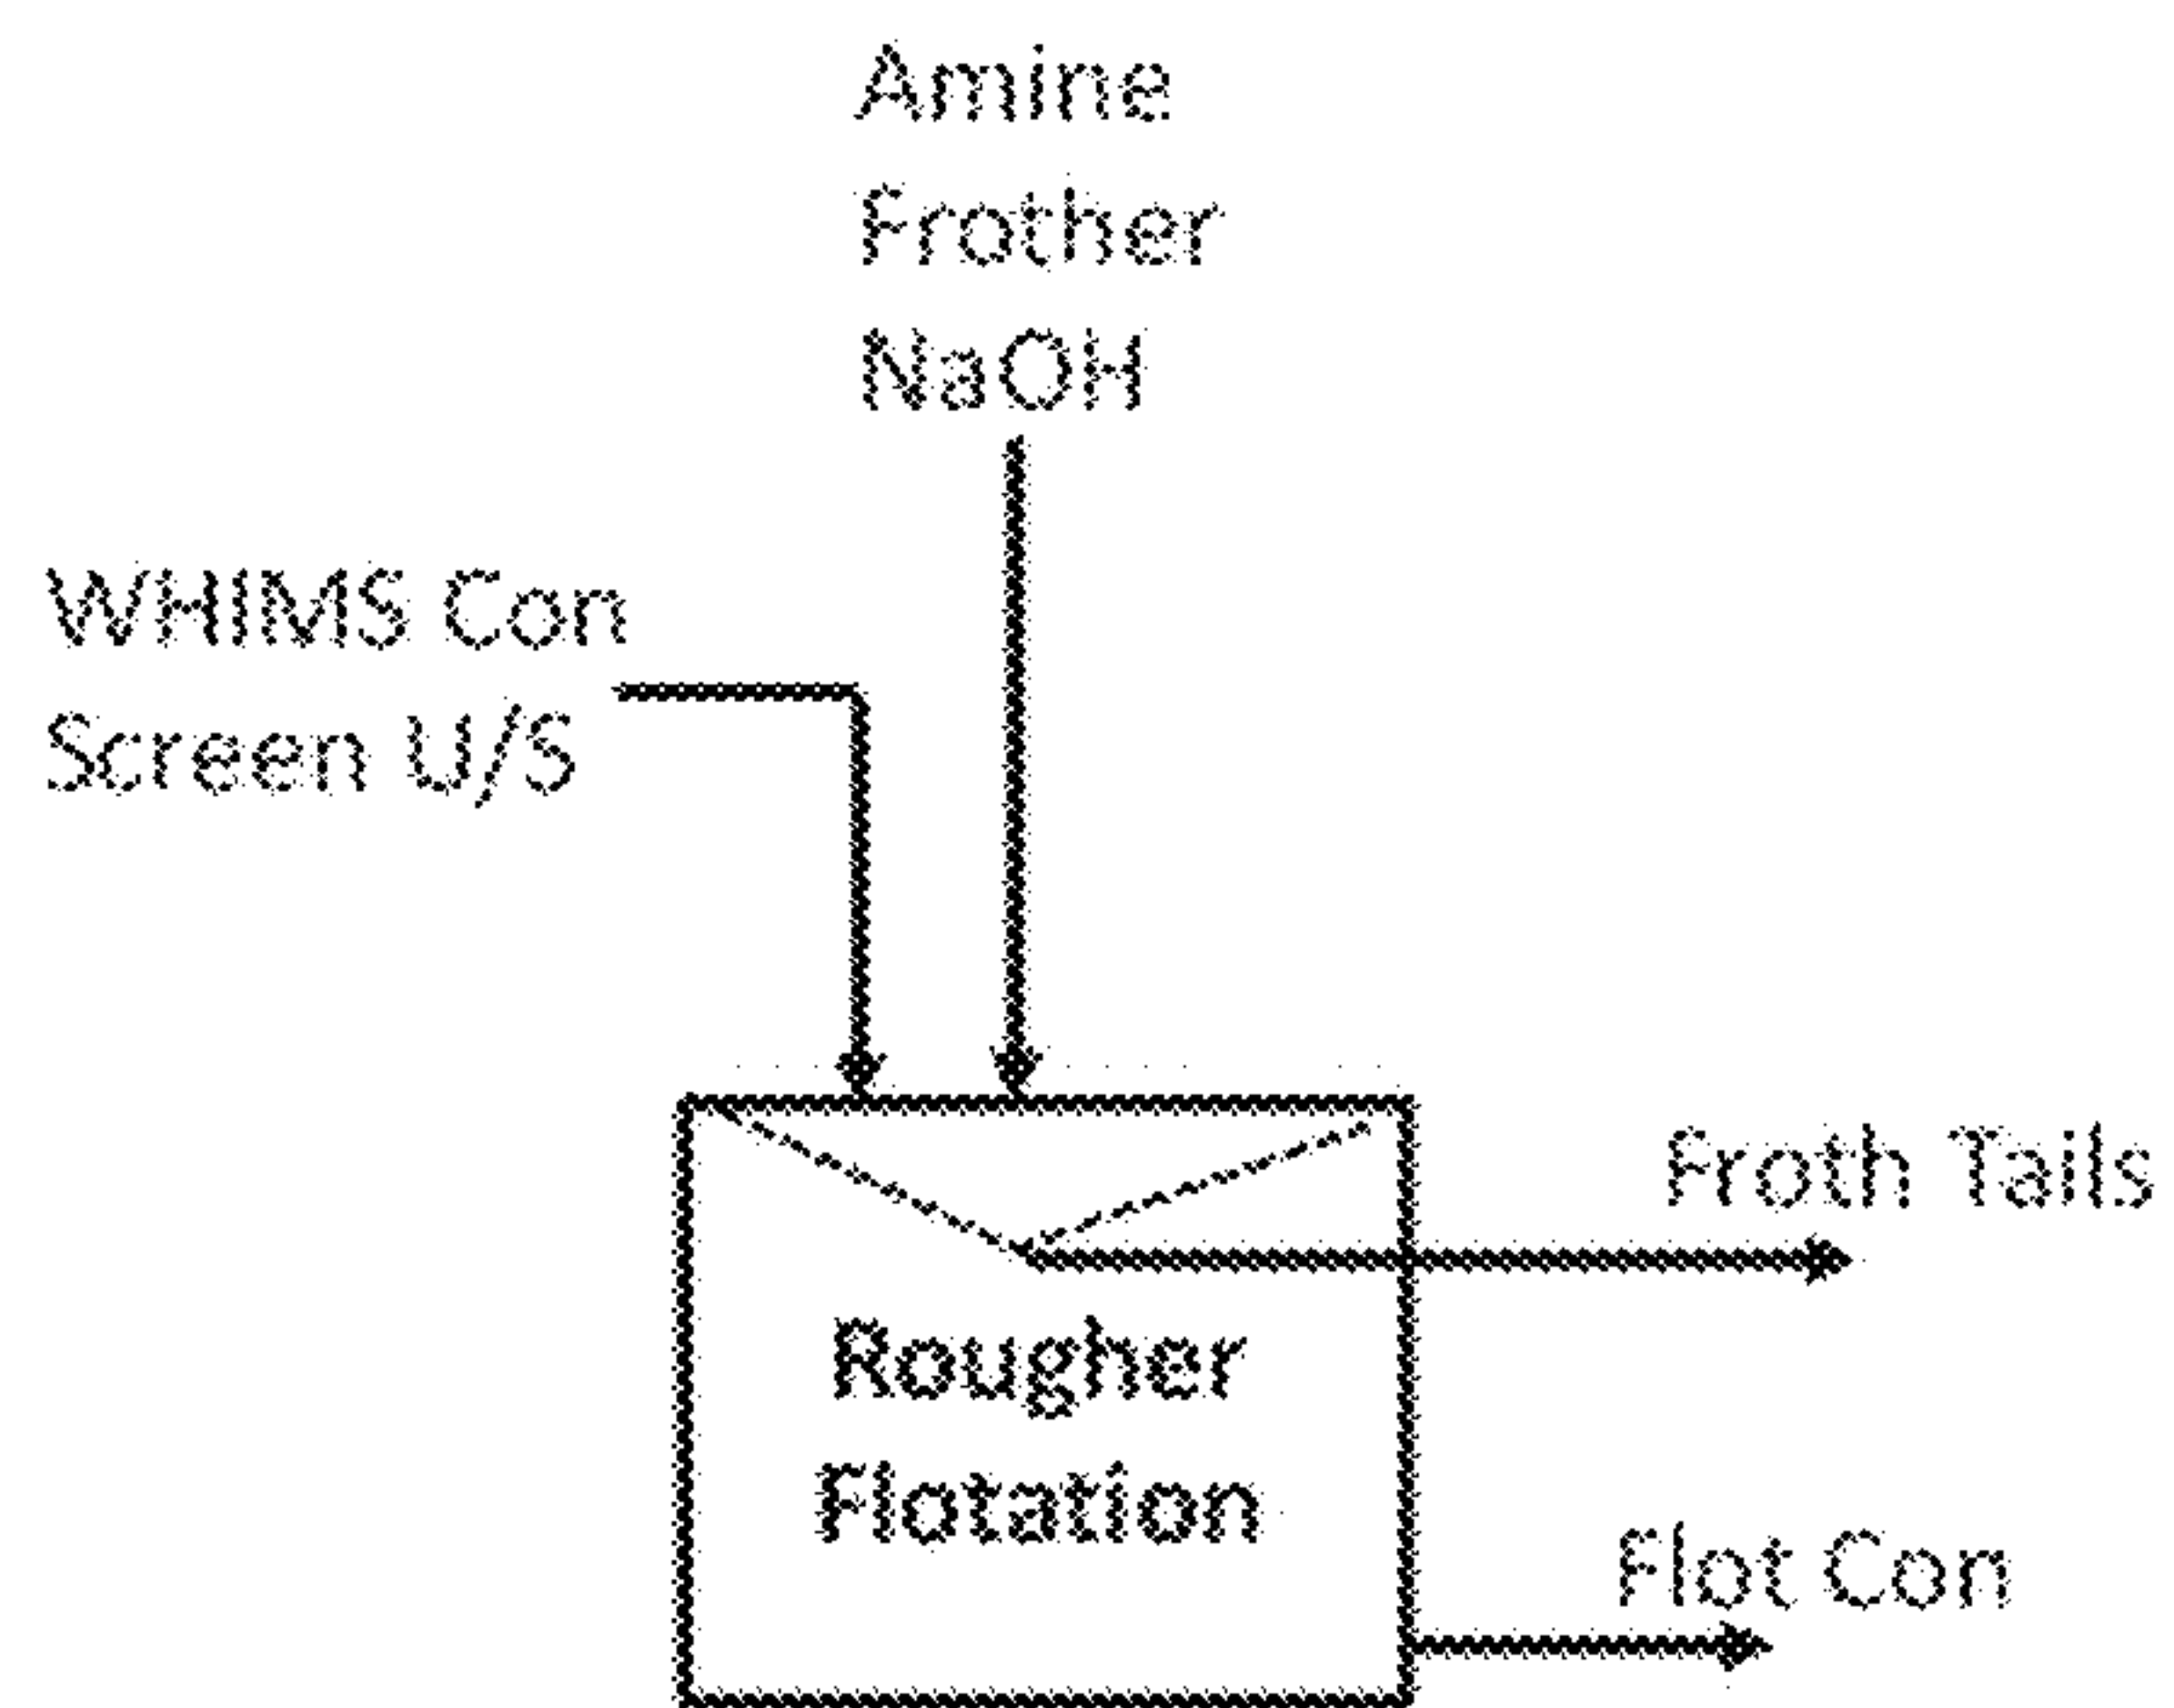 Amine
Frother
NaOH
WHIMS Con
Screen U/S
Froth Tails
Rougher
Flotation
Flot Con